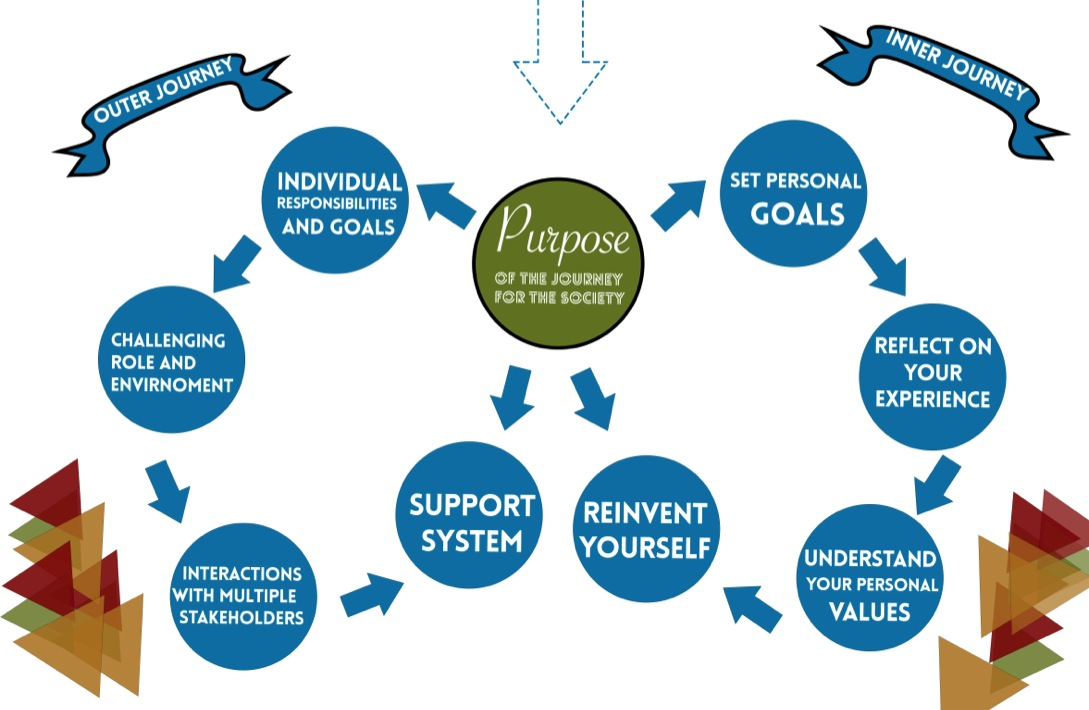 OUTER JOURNEY
INNER JOURNEY
INDIVIDUAL
RESPONSIBILITIES
AND GOALS
Purpose
OF THE JOURNEY
FOR THE SOCIETY
SET PERSONAL
GOALS
CHALLENGING
ROLE AND
ENVIRNOMENT
REFLECT ON
YOUR
EXPERIENCE
SUPPORT
SYSTEM
REINVENT
YOURSELF
INTERACTIONS
WITH MULTIPLE
STAKEHOLDERS
UNDERSTAND
YOUR PERSONAL
VALUES